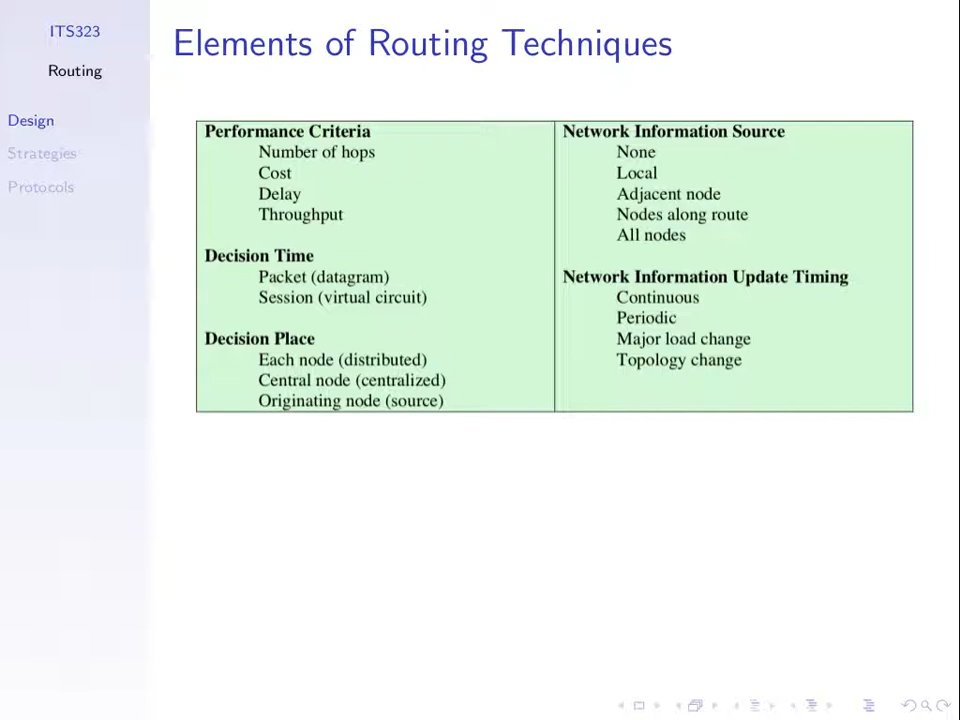 ITS323
Routing
Design
Strategies
Protocols
Elements of Routing Techniques
Performance Criteria
Number of hops
Cost
Delay
Throughput
Decision Time
Packet (datagram)
Session (virtual circuit)
Decision Place
Each node (distributed)
Central node (centralized)
Originating node (source)
Network Information Source
None
Local
Adjacent node
Nodes along route
All nodes
Network Information Update Timing
Continuous
Periodic
Major load change
Topology change